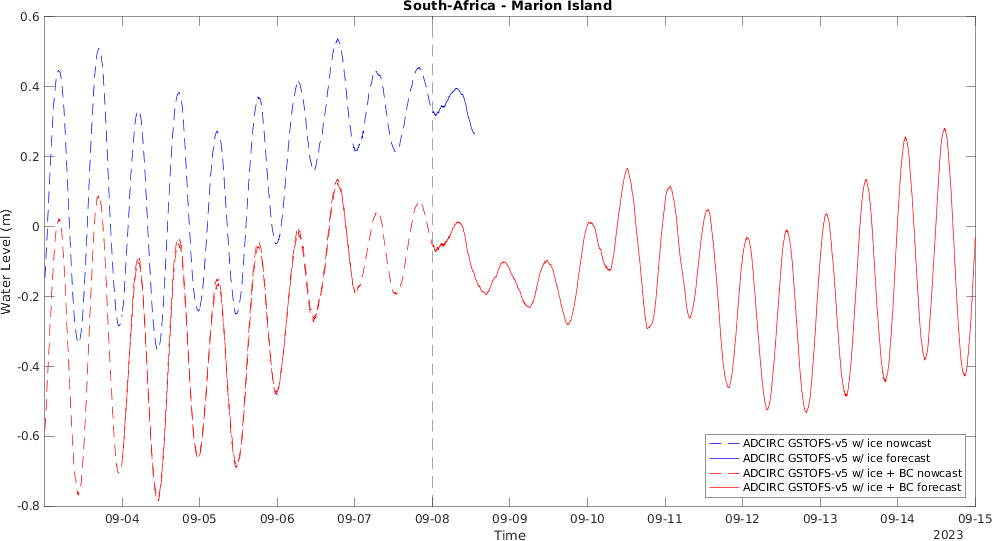 South-Africa - Marion Island
0.6
0.4
0.2
0
-0.2
-0.4
-0.6
-0.8
Water Level (m)
ADCIRC GSTOFS-v5 w/ ice nowcast
ADCIRC GSTOFS-v5 w/ ice forecast
ADCIRC GSTOFS-v5 w/ ice + BC nowcast
ADCIRC GSTOFS-v5 w/ ice + BC forecast
09-04 09-05 09-06 09-07 09-08 09-09 09-10 09-11 09-12 09-13 09-14 09-15
Time
2023